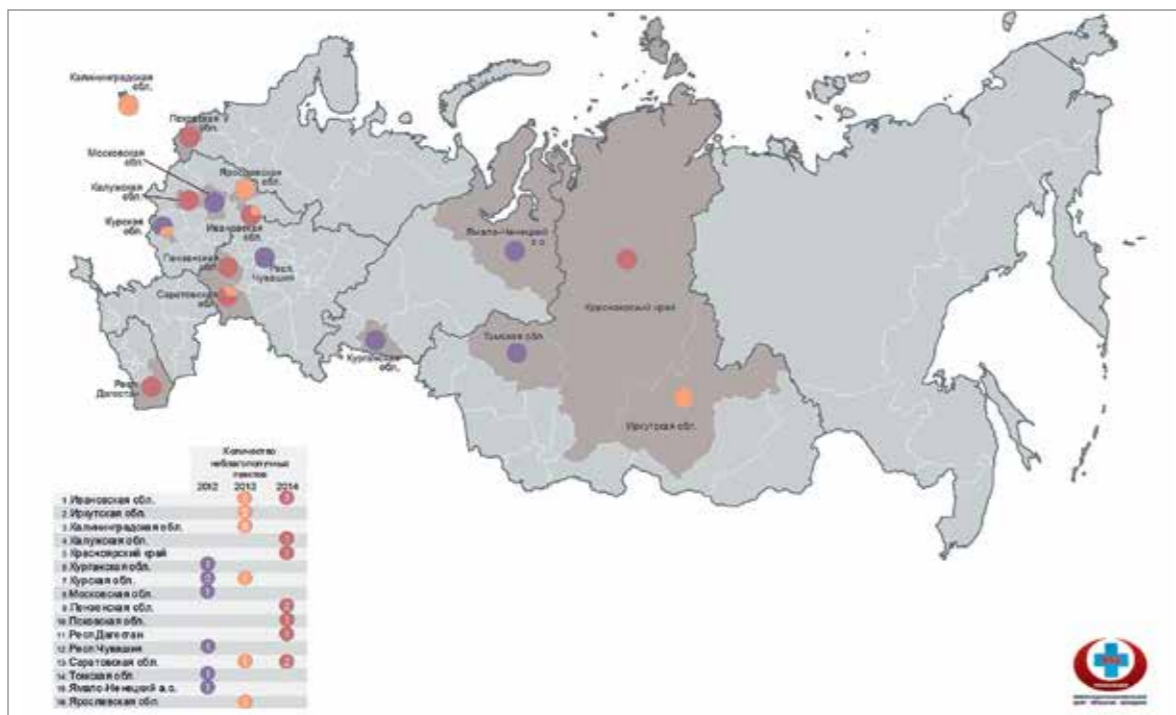 Калининградская
обл.
Псковская
обл.
Московская
обл.
Ярославская
обл.
Калужская
обл.
Курская
обл.
Ивановская
обл.
Пензенская
обл.
Респ.
Чувашия
Саратовская
обл.
Ямало-Ненецкий
а.о.
Красноярский край
Томская обл.
Курганская
обл.
Респ.
Дагестан
Иркутская обл.
Количество
неблагополучных
пунктов
2012 2013 2014
1 Ивановская обл.
2 Иркутская обл.
3 Калининградская обл.
4 Калужская обл.
5 Красноярский край
6 Курганская обл.
7 Курская обл.
8 Московская обл.
9 Пензенская обл.
10 Псковская обл.
11 Респ.Дагестан
12 Респ.Чувашия
13 Саратовская обл.
14 Томская обл.
15 Ямало-Ненецкий а.о.
16 Ярославская обл.